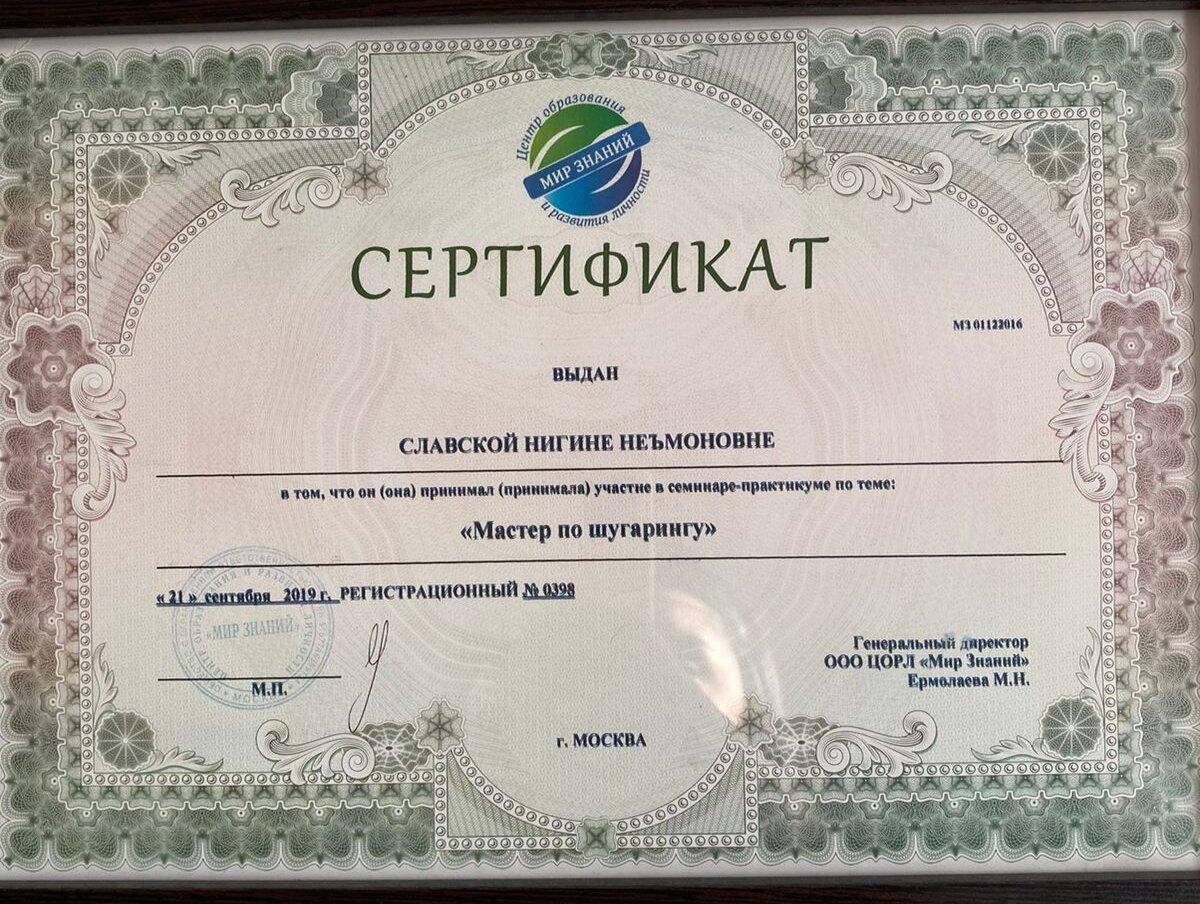 Центр образования
МИР ЗНАНИЙ
и развития личности
СЕРТИФИКАТ
МЗ 01122016
ВЫДАН
СЛАВСКОЙ НИГИНЕ НЕЪМОНОВНЕ
в том, что он (она) принимал (принимала) участие в семинаре-практикуме по теме:
«Мастер по шугарингу»
« 21 » сентября 2019 г. РЕГИСТРАЦИОННЫЙ № 0398
«МИР ЗНАНИЙ»
МОСКВА
М.П.
Генеральный директор
ООО ЦОРЛ «Мир Знаний»
Ермолаева М.Н.
г. МОСКВА